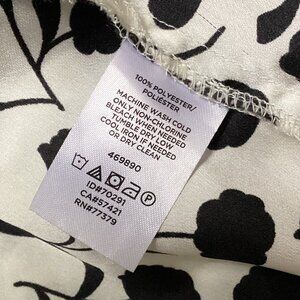 100% POLYESTER/
POLIESTER
MACHINE WASH COLD
ONLY NON-CHLORINE
BLEACH WHEN NEEDED
TUMBLE DRY LOW
COOL IRON IF NEEDED
OR DRY CLEAN
469890
ID#70291
CA#57421
RN#77379